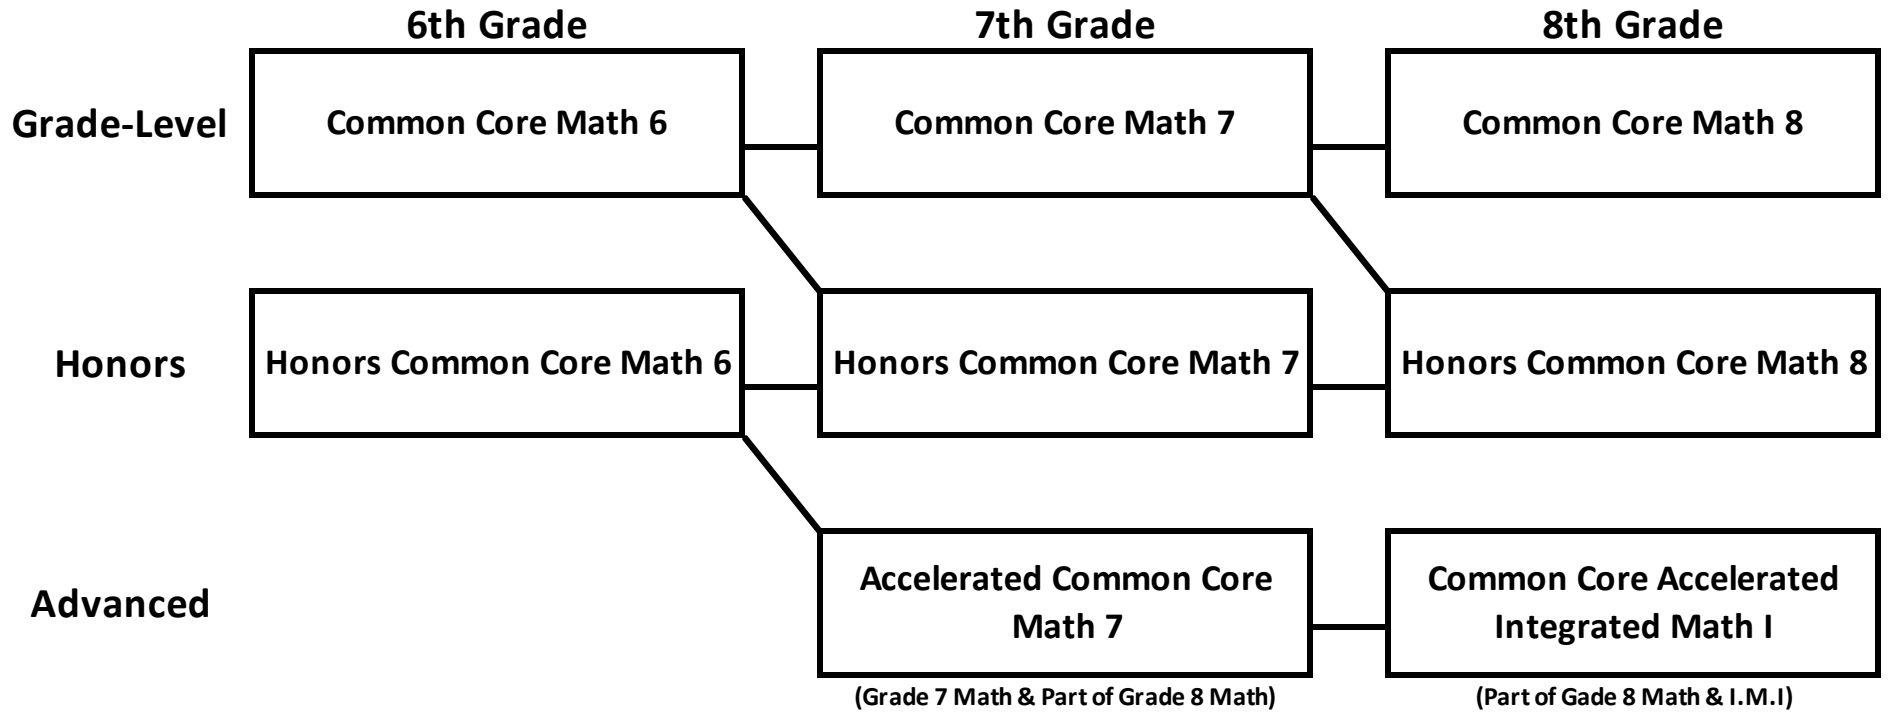 6th Grade 7th Grade 8th Grade
Grade-Level Common Core Math 6 Common Core Math 7 Common Core Math 8
Honors Honors Common Core Math 6 Honors Common Core Math 7 Honors Common Core Math 8
Advanced
Accelerated Common Core
Math 7
Common Core Accelerated
Integrated Math I
(Grade 7 Math & Part of Grade 8 Math)
(Part of Gade 8 Math & I.M.I)